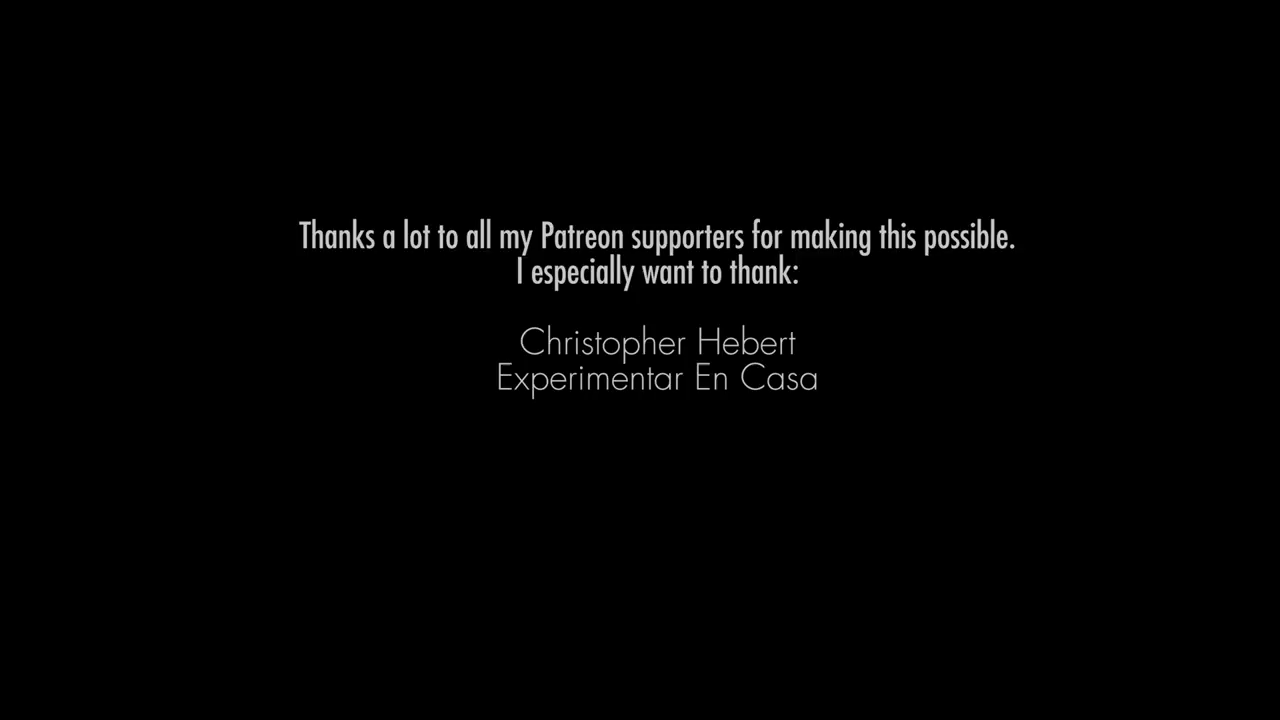 Thanks a lot to all my Patreon supporters for making this possible.
I especially want to thank:
Christopher Hebert
Experimentar En Casa